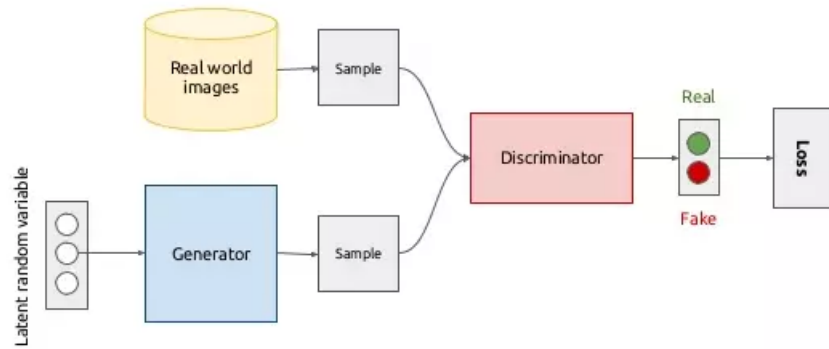 Real world
images
Sample
Real
Discriminator
Loss
Fake
Latent random variable
Generator
Sample